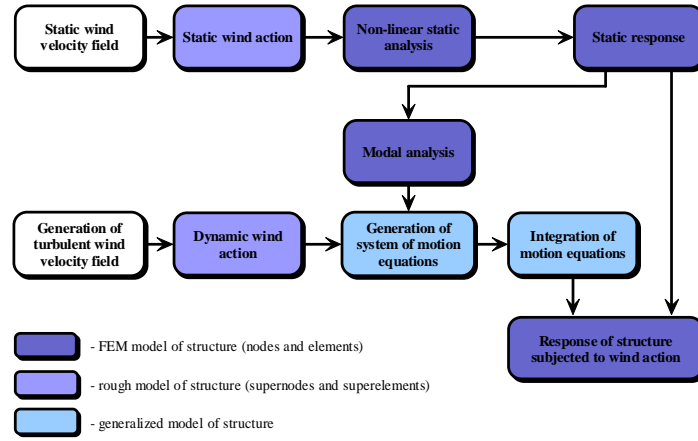 Static wind
velocity field
Static wind action
Non-linear static
analysis
Static response
Modal analysis
Generation of
turbulent wind
velocity field
Dynamic wind
action
Generation of
system of motion
equations
Integration of
motion equations
Response of structure
subjected to wind action
- FEM model of structure (nodes and elements)
- rough model of structure (supernodes and superelements)
- generalized model of structure